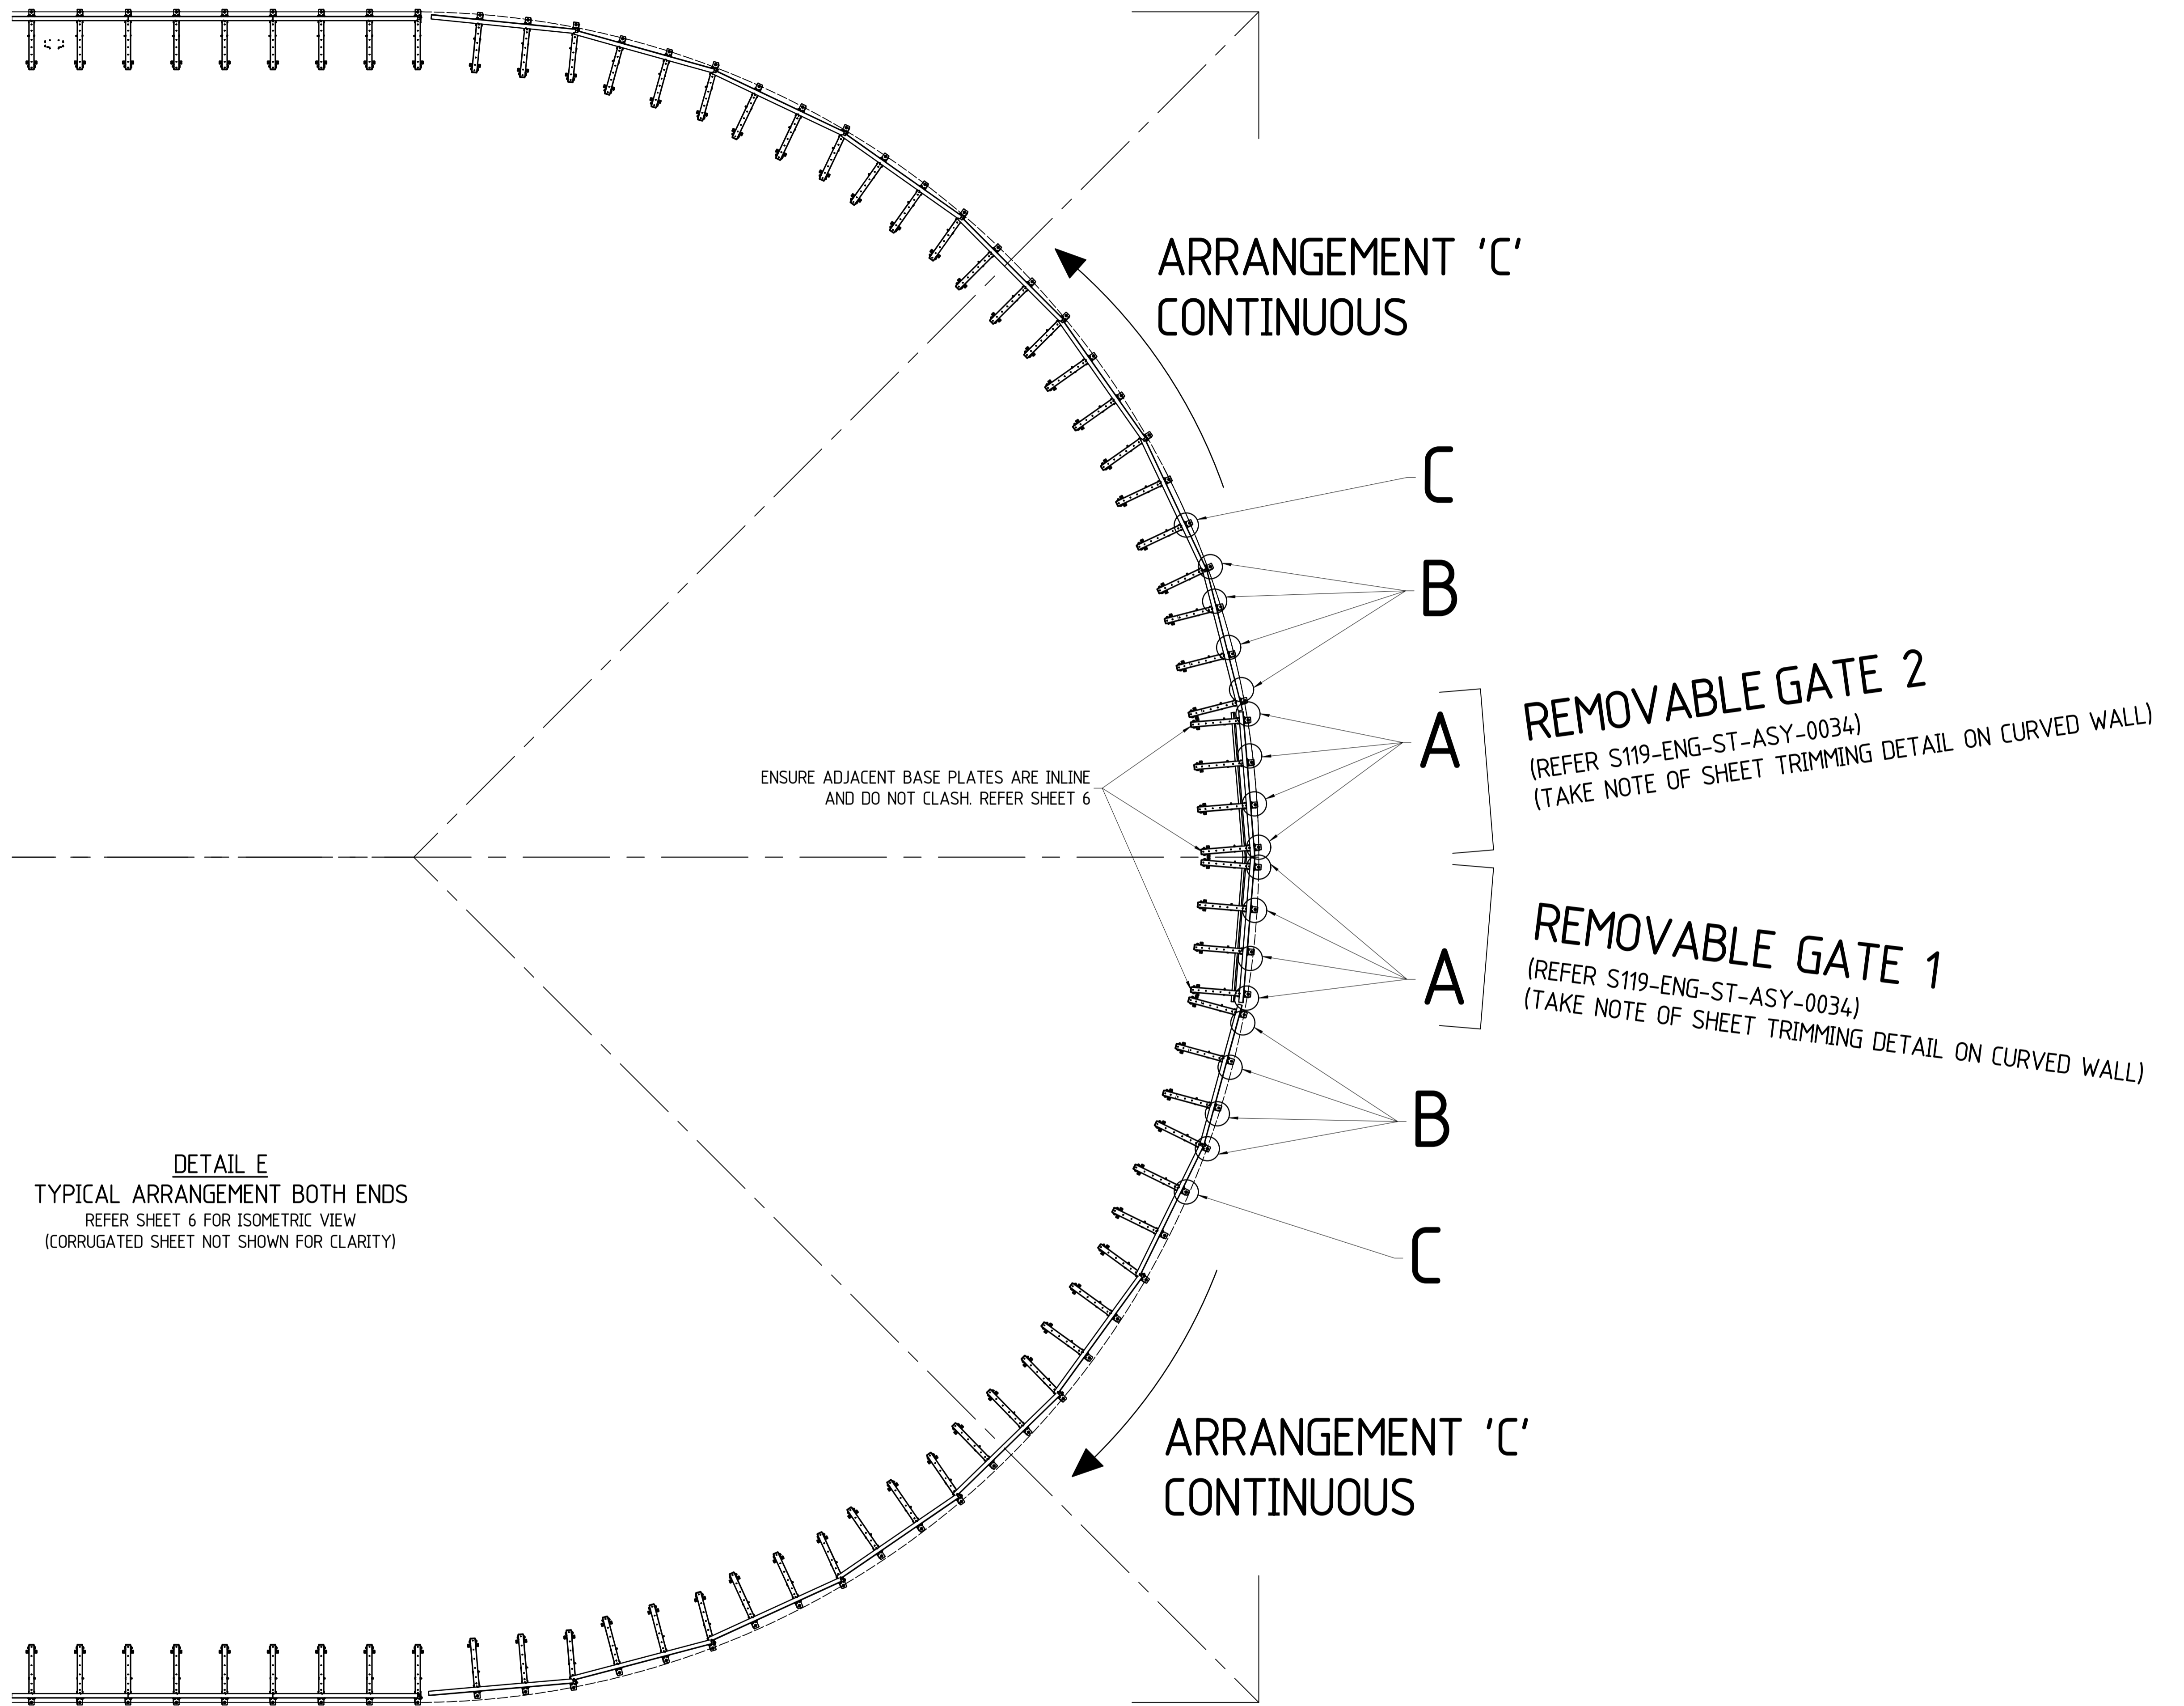 ARRANGEMENT 'C'
CONTINUOUS
C
B
REMOVABLE GATE 2
(REFER S119-ENG-ST-ASY-0034)
(TAKE NOTE OF SHEET TRIMMING DETAIL ON CURVED WALL)
A
ENSURE ADJACENT BASE PLATES ARE INLINE
AND DO NOT CLASH. REFER SHEET 6
REMOVABLE GATE 1
(REFER S119-ENG-ST-ASY-0034)
(TAKE NOTE OF SHEET TRIMMING DETAIL ON CURVED WALL)
A
B
DETAIL E
TYPICAL ARRANGEMENT BOTH ENDS
REFER SHEET 6 FOR ISOMETRIC VIEW
(CORRUGATED SHEET NOT SHOWN FOR CLARITY)
C
ARRANGEMENT 'C'
CONTINUOUS